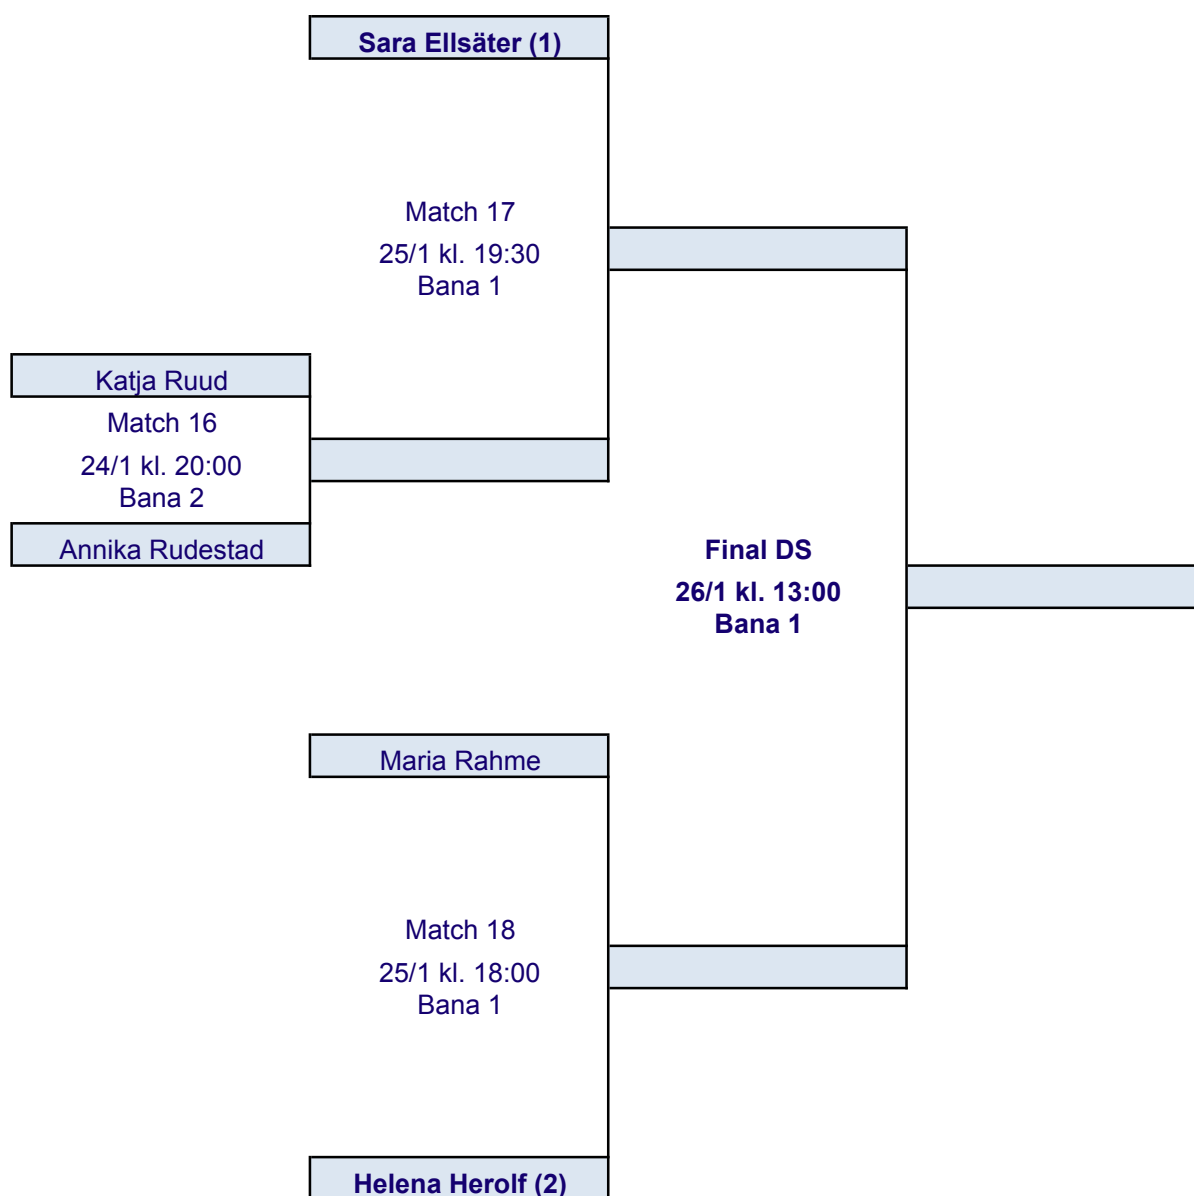 Sara Ellsäter (1)
Match 17
25/1 kl. 19:30
Bana 1
Katja Ruud
Match 16
24/1 kl. 20:00
Bana 2
Annika Rudestad
Final DS
26/1 kl. 13:00
Bana 1
Maria Rahme
Match 18
25/1 kl. 18:00
Bana 1
Helena Herolf (2)